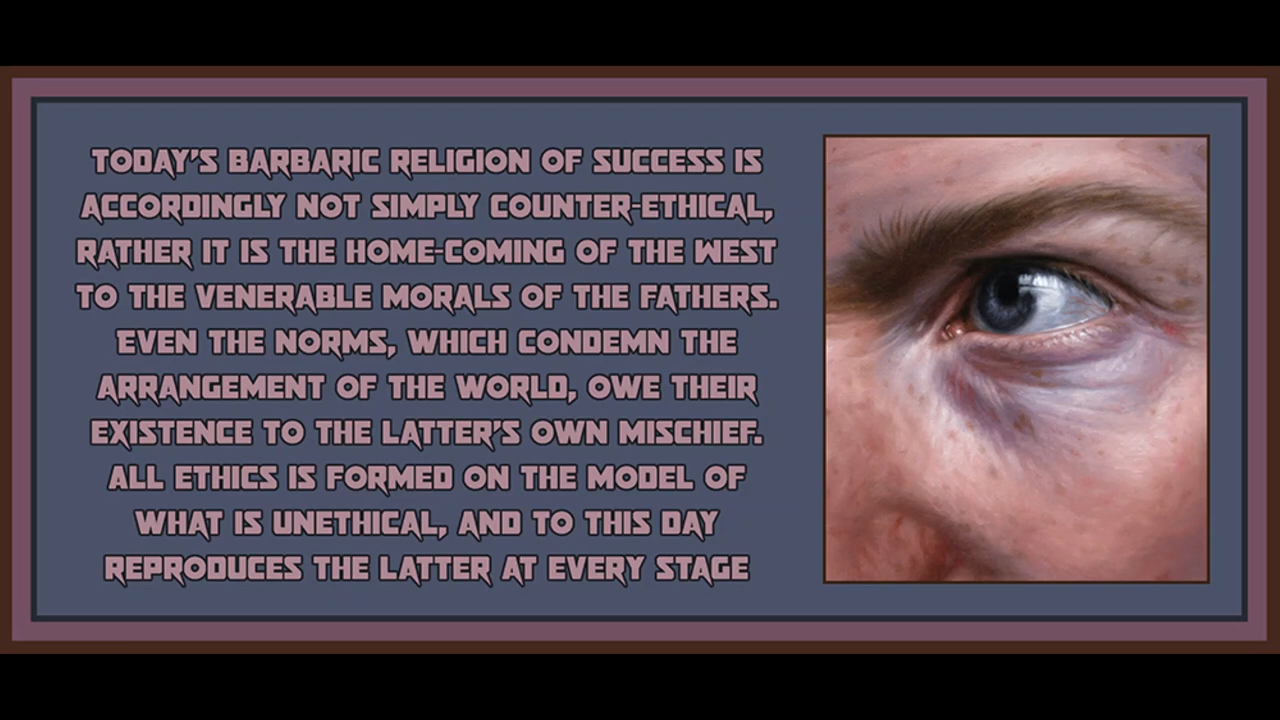 TODAY'S BARBARIC RELIGION OF SUCCESS IS
ACCORDINGLY NOT SIMPLY COUNTER-ETHICAL,
RATHER IT IS THE HOME-COMING OF THE WEST
TO THE VENERABLE MORALS OF THE FATHERS.
EVEN THE NORMS, WHICH CONDEMN THE
ARRANGEMENT OF THE WORLD, OWE THEIR
EXISTENCE TO THE LATTER'S OWN MISCHIEF.
ALL ETHICS IS FORMED ON THE MODEL OF
WHAT IS UNETHICAL, AND TO THIS DAY
REPRODUCES THE LATTER AT EVERY STAGE